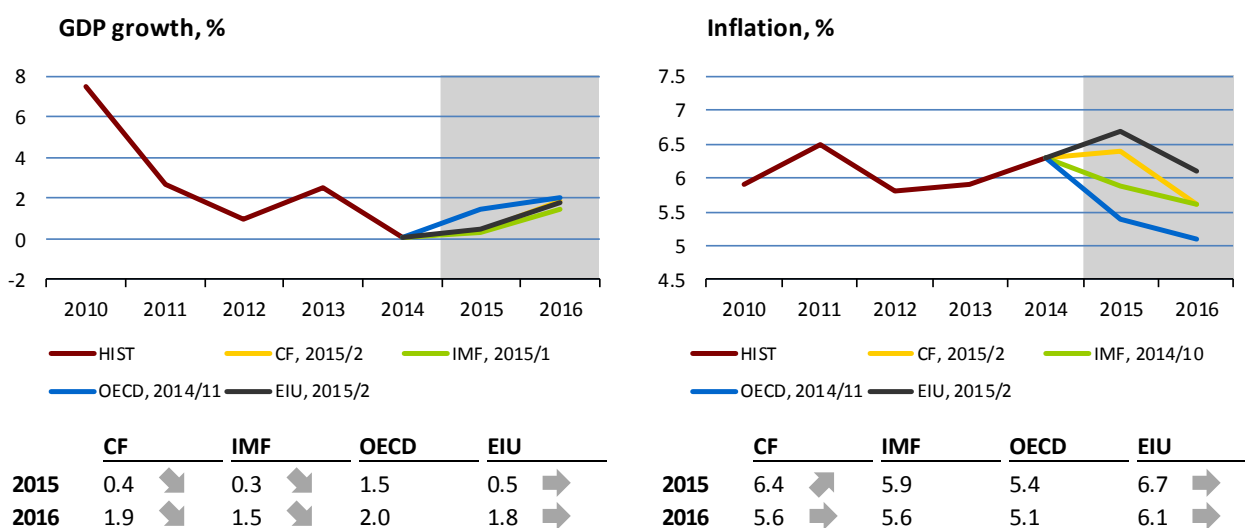 GDP growth, %
8
6
4
2
0
-2
2010 2011 2012 2013 2014 2015 2016
HIST CF, 2015/2 IMF, 2015/1
OECD, 2014/11 EIU, 2015/2
CF IMF OECD EIU
2015 0.4 0.3 1.5 0.5
2016 1.9 1.5 2.0 1.8
Inflation, %
7.5
7
6.5
6
5.5
5
4.5
2010 2011 2012 2013 2014 2015 2016
HIST CF, 2015/2 IMF, 2014/10
OECD, 2014/11 EIU, 2015/2
CF IMF OECD EIU
2015 6.4 5.9 5.4 6.7
2016 5.6 5.6 5.1 6.1